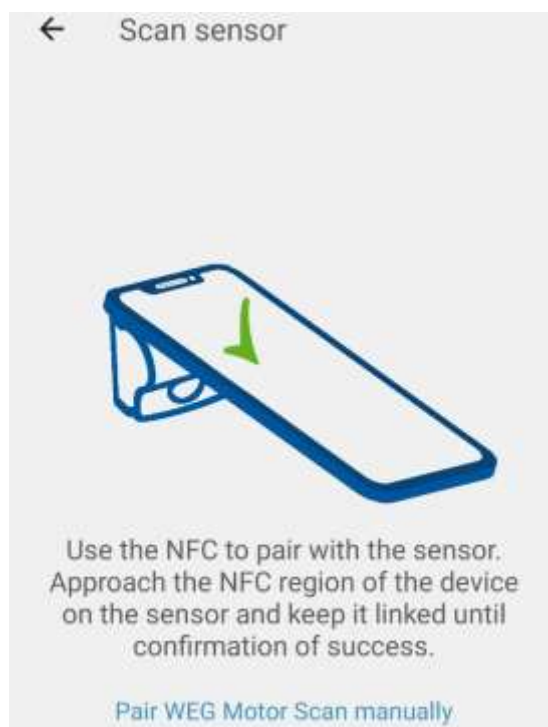 Scan sensor
Use the NFC to pair with the sensor.
Approach the NFC region of the device
on the sensor and keep it linked until
confirmation of success.
Pair WEG Motor Scan manually